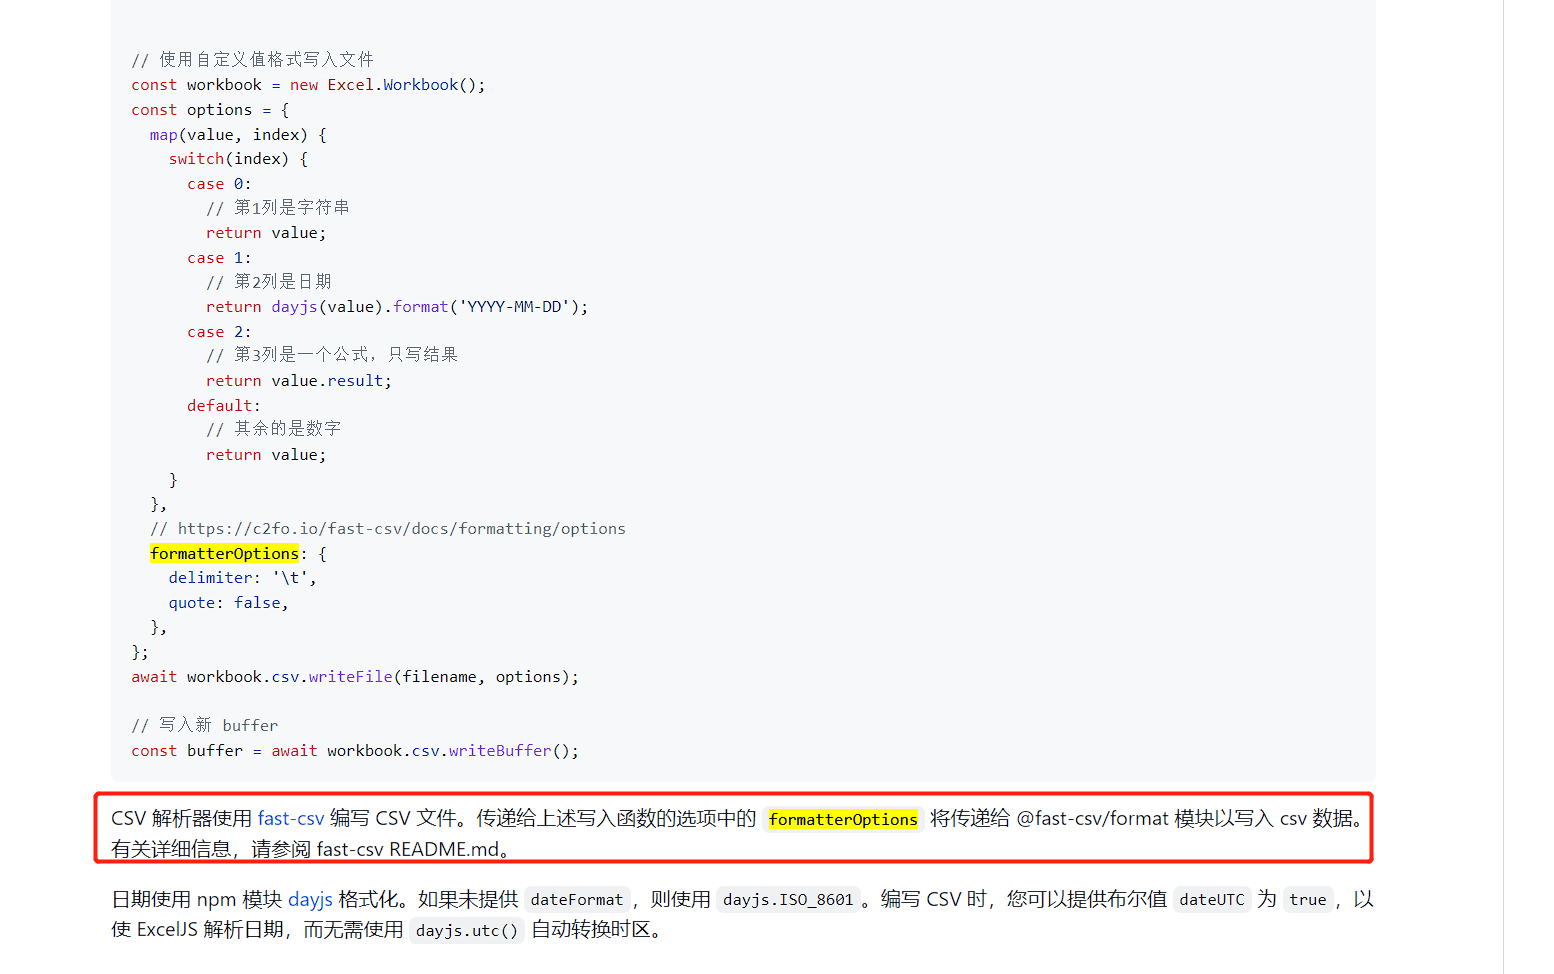 // 使用自定义值格式写入文件
const workbook = new Excel.Workbook();
const options = {
  map(value, index) {
    switch(index) {
      case 0:
        // 第1列是字符串
        return value;
      case 1:
        // 第2列是日期
        return dayjs(value).format('YYYY-MM-DD');
      case 2:
        // 第3列是一个公式，只写结果
        return value.result;
      default:
        // 其余的是数字
        return value;
    }
  },
  // https://c2fo.io/fast-csv/docs/formatting/options
  formatterOptions: {
    delimiter: '\t',
    quote: false,
  },
};
await workbook.csv.writeFile(filename, options);
// 写入新 buffer
const buffer = await workbook.csv.writeBuffer();
CSV 解析器使用 fast-csv 编写 CSV 文件。传递给上述写入函数的选项中的 formatterOptions 将传递给 @fast-csv/format 模块以写入 csv 数据。
有关详细信息，请参阅 fast-csv README.md。
日期使用 npm 模块 dayjs 格式化。如果未提供 dateFormat，则使用 dayjs.ISO_8601。编写 CSV 时，您可以提供布尔值 dateUTC 为 true，以
使 ExcelJS 解析日期，而无需使用 dayjs.utc() 自动转换时区。